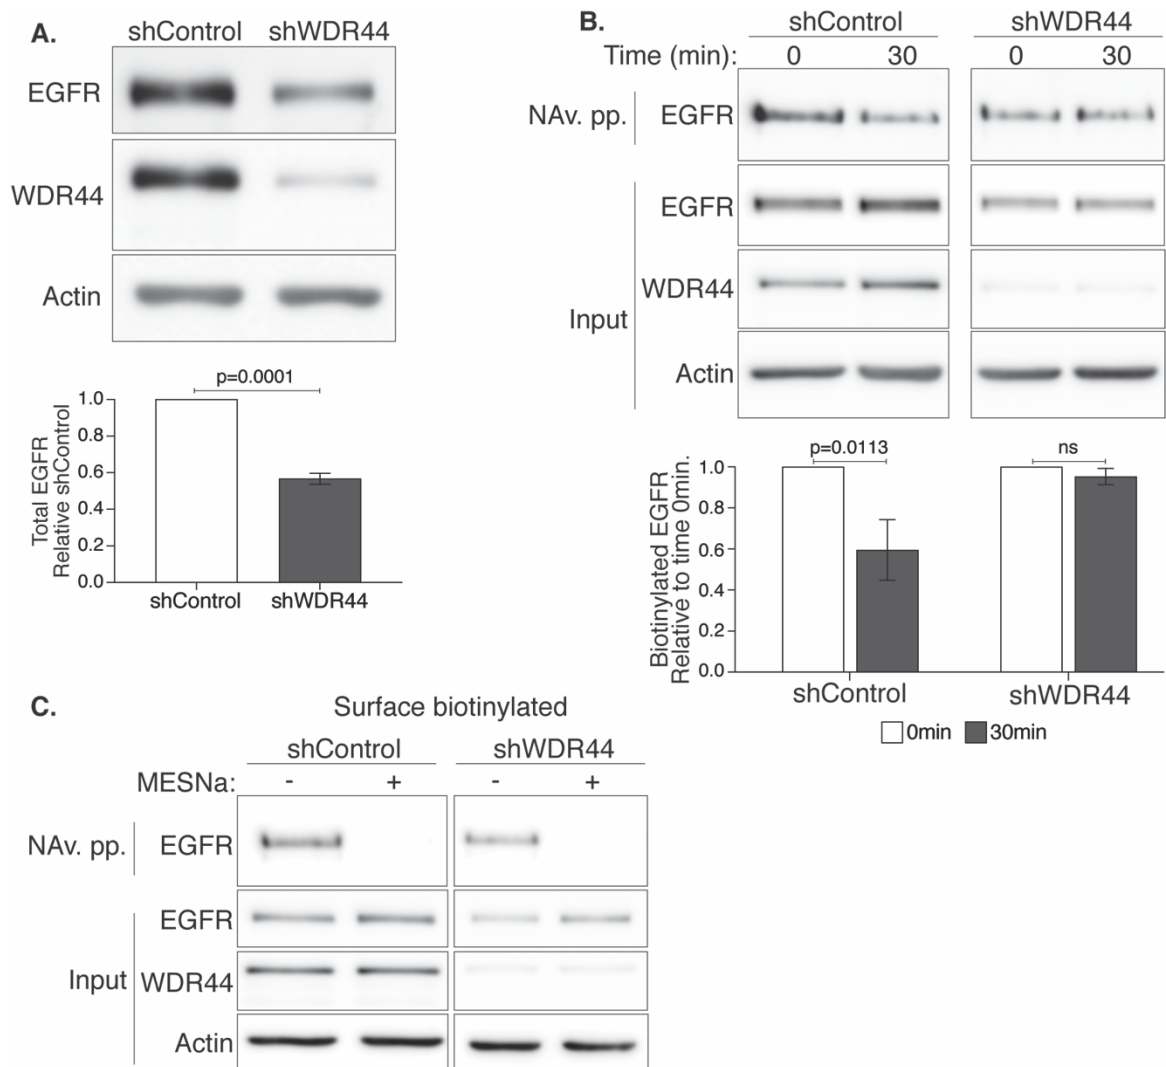 A.
shControl shWDR44
EGFR
WDR44
Actin
p=0.0001
1.0
0.8
0.6
0.4
0.2
0.0
Total EGFR
Relative shControl
shControl shWDR44
B.
shControl shWDR44
Time (min): 0 30 0 30
NAv. pp. EGFR
EGFR
WDR44
Input
Actin
p=0.0113 ns
1.0
0.8
0.6
0.4
0.2
0.0
Biotinylated EGFR
Relative to time 0min.
shControl shWDR44
0min 30min
C.
Surface biotinylated
shControl shWDR44
MESNa: - + - +
NAv. pp. EGFR
EGFR
Input WDR44
Actin